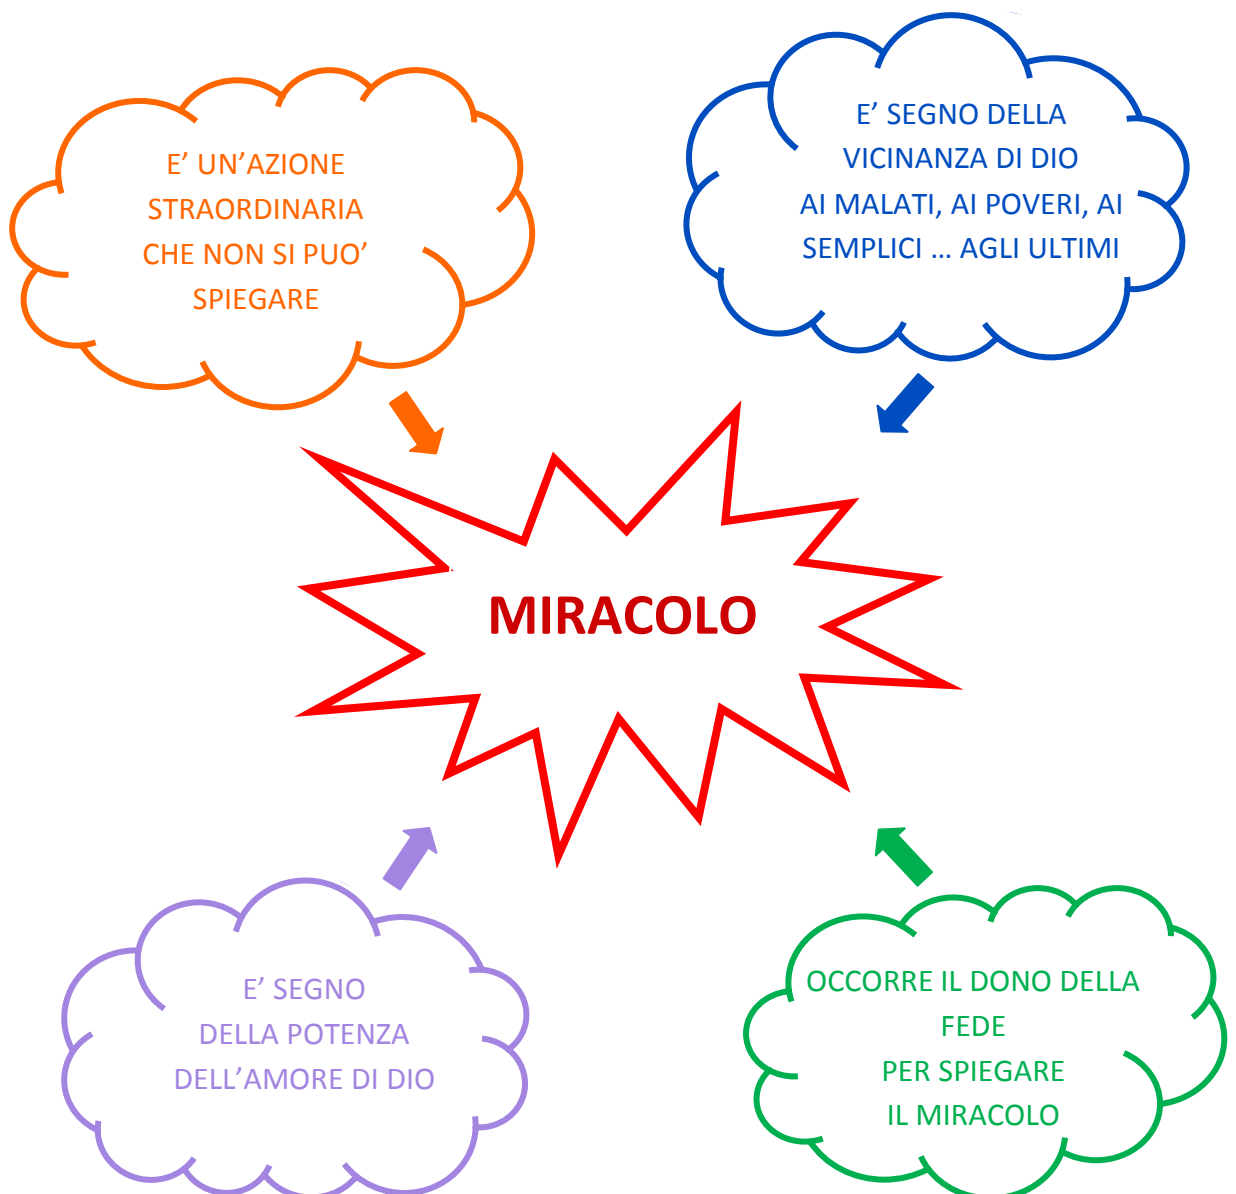 E’ UN’AZIONE
STRAORDINARIA
CHE NON SI PUO’
SPIEGARE
E’ SEGNO DELLA
VICINANZA DI DIO
AI MALATI, AI POVERI, AI
SEMPLICI … AGLI ULTIMI
MIRACOLO
E’ SEGNO
DELLA POTENZA
DELL’AMORE DI DIO
OCCORRE IL DONO DELLA
FEDE
PER SPIEGARE
IL MIRACOLO